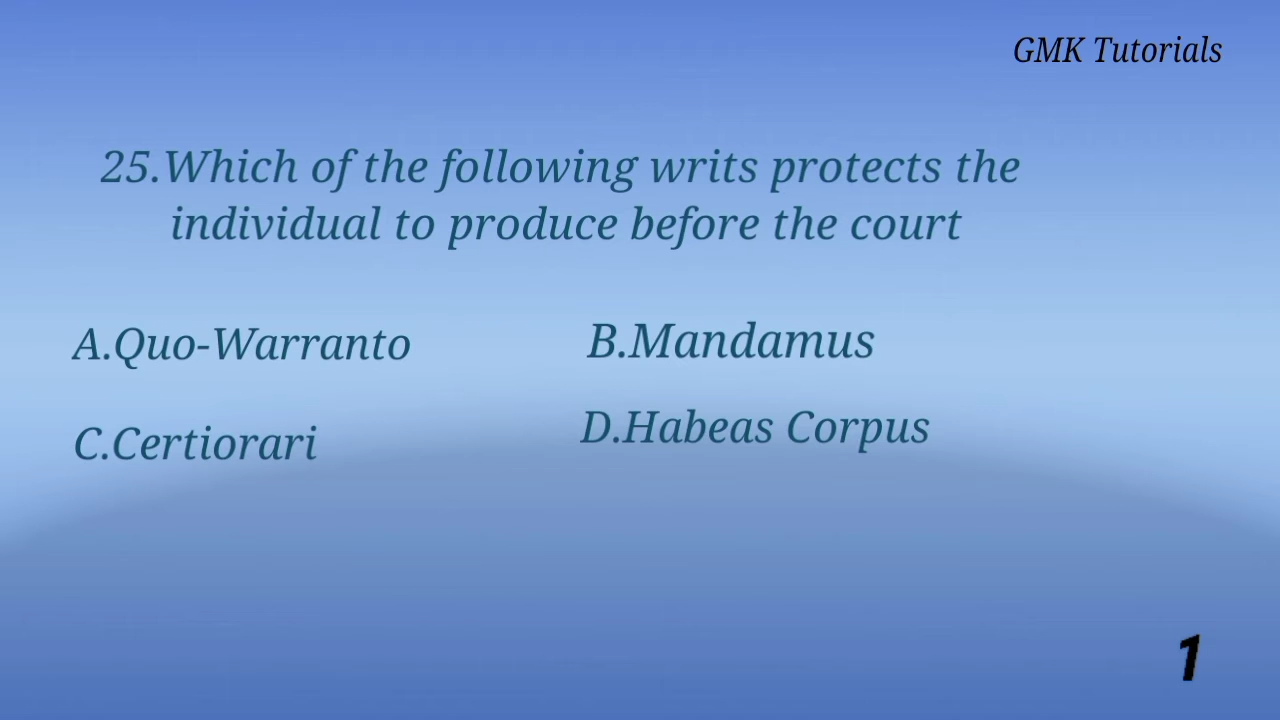 GMK Tutorials
25.Which of the following writs protects the
individual to produce before the court
A.Quo-Warranto
B.Mandamus
C.Certiorari
D.Habeas Corpus
1